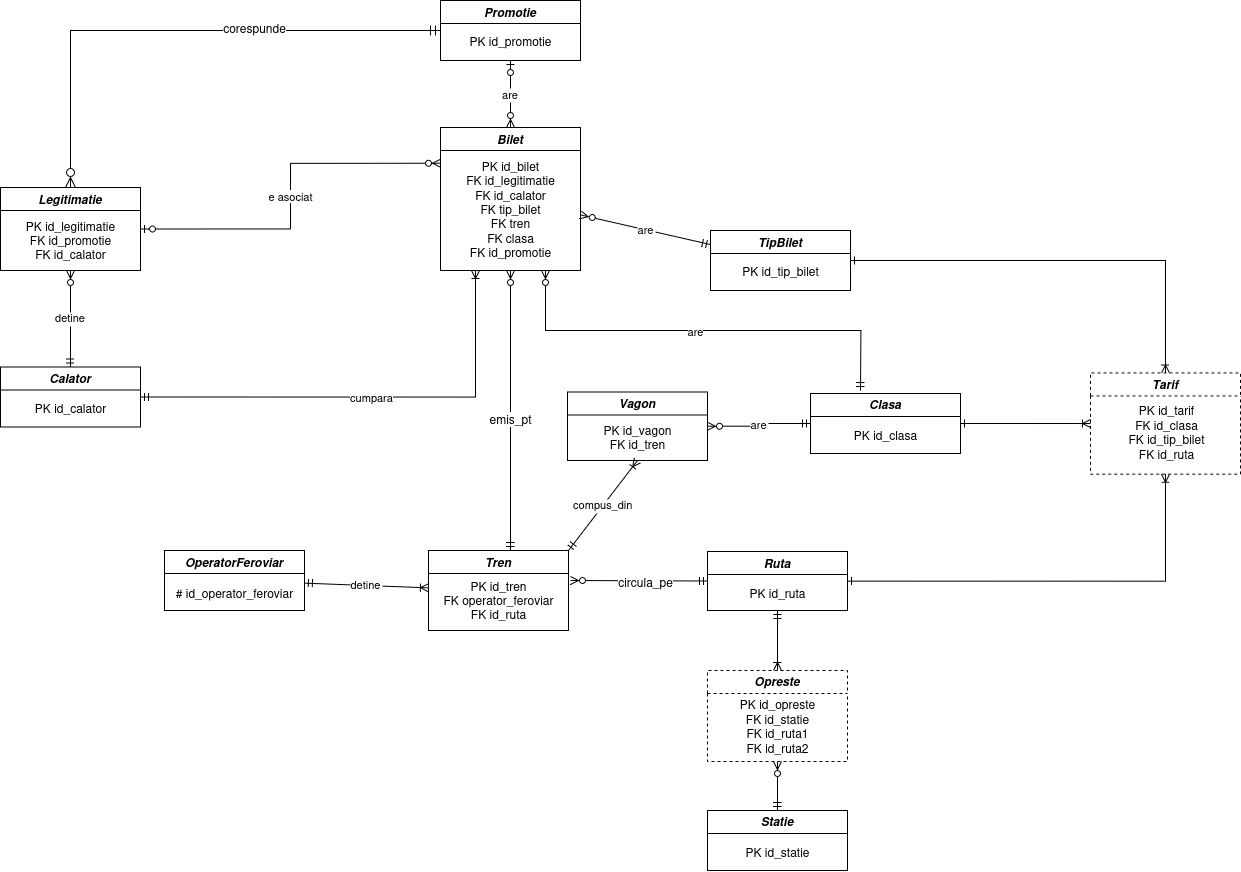 Promotie
PK id_promotie
corespunde
are
Bilet
PK id_bilet
FK id_legitimatie
FK id_calator
FK tip_bilet
FK tren
FK clasa
FK id_promotie
e asociat
Legitimatie
PK id_legitimatie
FK id_promotie
FK id_calator
are
TipBilet
PK id_tip_bilet
detine
are
Calator
PK id_calator
cumpara
emis_pt
Vagon
PK id_vagon
FK id_tren
are
Clasa
PK id_clasa
Tarif
PK id_tarif
FK id_clasa
FK id_tip_bilet
FK id_ruta
compus_din
OperatorFeroviar
# id_operator_feroviar
detine
Tren
PK id_tren
FK operator_feroviar
FK id_ruta
circula_pe
Ruta
PK id_ruta
Opreste
PK id_opreste
FK id_statie
FK id_ruta1
FK id_ruta2
Statie
PK id_statie